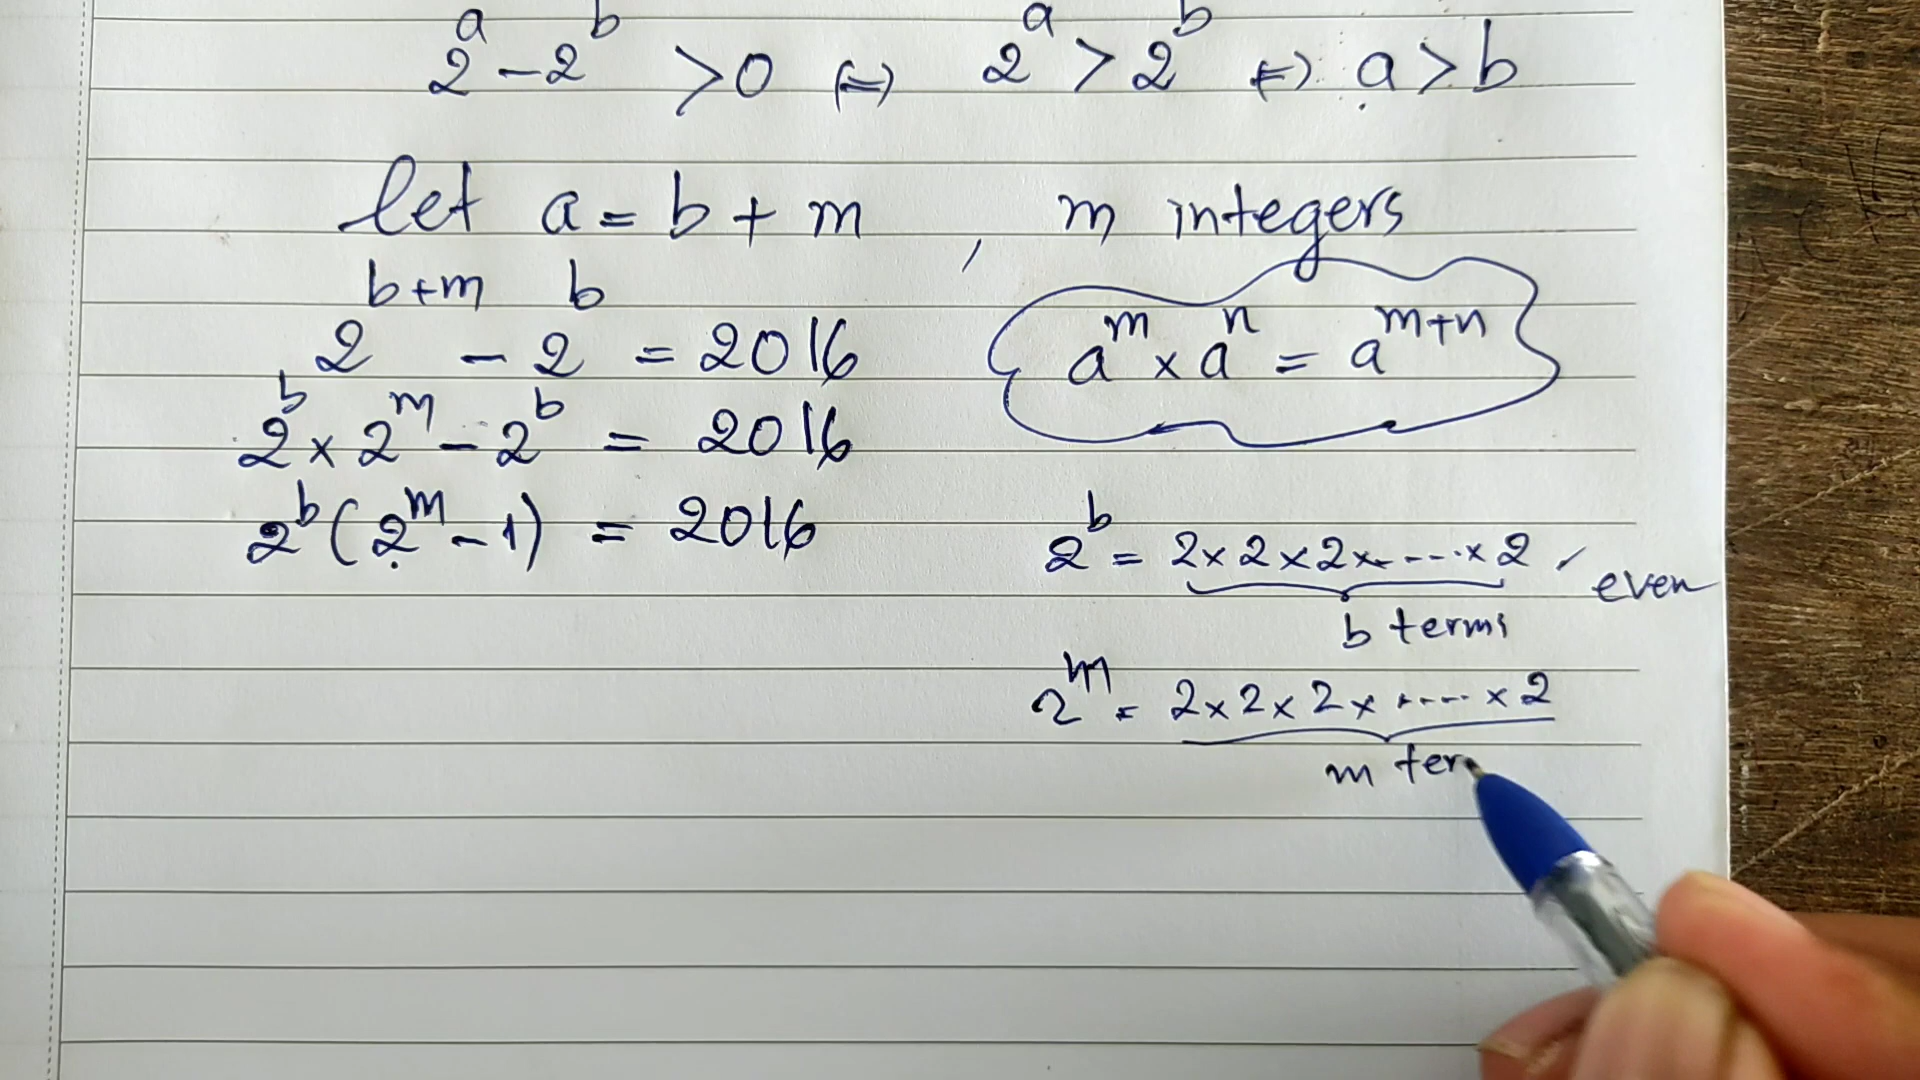 2^a - 2^b > 0 ⇔ 2^a > 2^b ⇔ a > b
let a = b + m , m integers
2^{b+m} - 2^b = 2016
a^m × a^n = a^{m+n}
2^b × 2^m - 2^b = 2016
2^b (2^m - 1) = 2016
2^b = 2×2×2×.....×2 , even
b terms
2^m = 2×2×2×.....×2
m ter